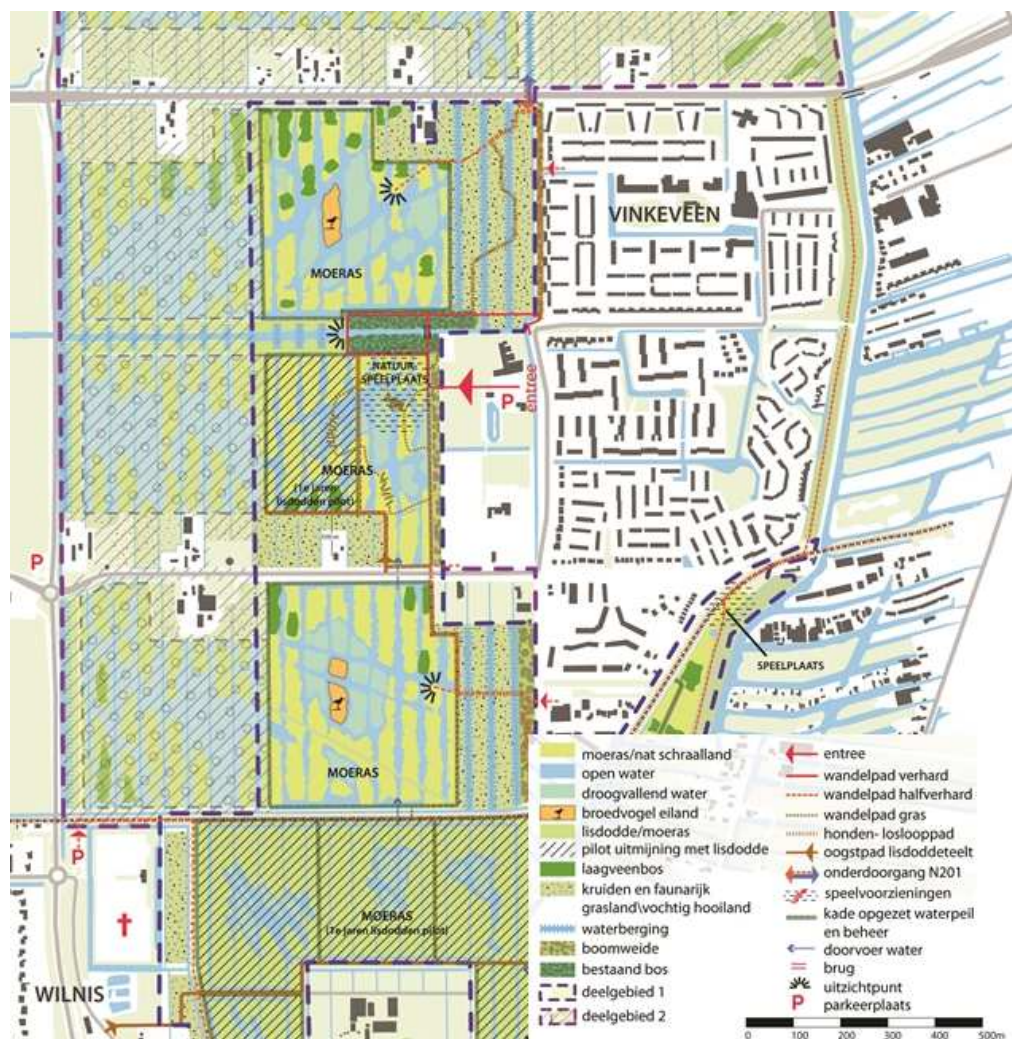 VINKEVEEN
MOERAS
NATUUR
SPEELPLAATS
P
entree
MOERAS
(1e jaren
lisdodden pilot)
P
SPEELPLAATS
MOERAS
P
MOERAS
(1e jaren lisdodden pilot)
WILNIS
moeras/nat schraalland
open water
droogvallend water
broedvogel eiland
lisdodde/moeras
pilot uitmijning met lisdodde
laagveenbos
kruiden en faunarijk
grasland\vochtig hooiland
waterberging
boomweide
bestaand bos
deelgebied 1
deelgebied 2
entree
wandelpad verhard
wandelpad halfverhard
wandelpad gras
honden- loslooppad
oogstpad lisdoddeteelt
onderdoorgang N201
speelvoorzieningen
kade opgezet waterpeil
en beheer
doorvoer water
brug
uitzichtpunt
P parkeerplaats
0 100 200 300 400 500m